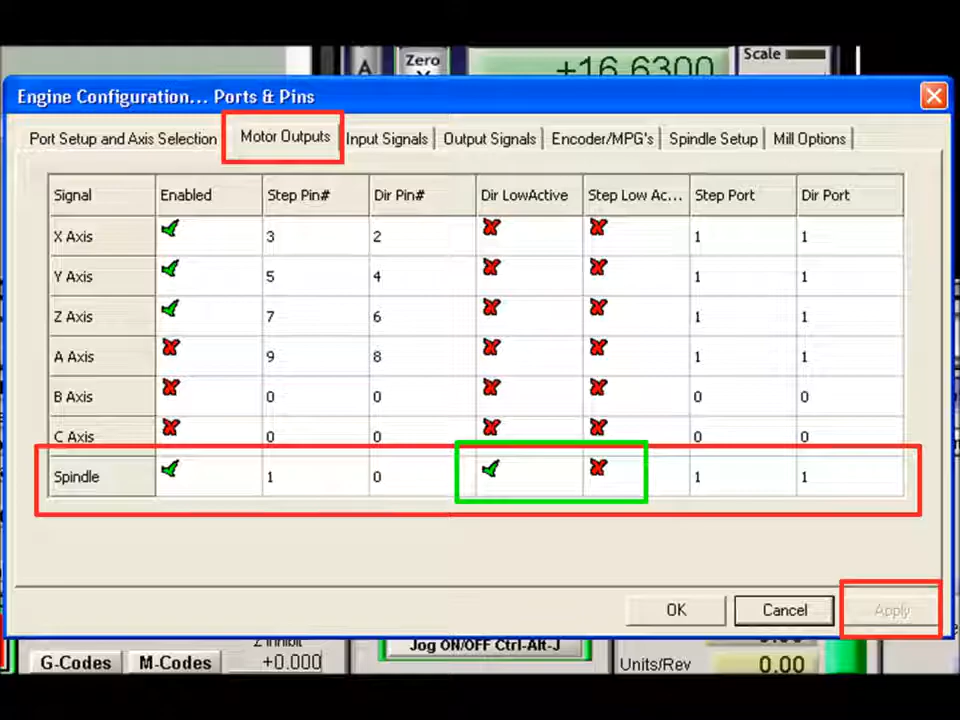 A
Zero
+16.6300
Scale
Engine Configuration... Ports & Pins
Port Setup and Axis Selection Motor Outputs Input Signals Output Signals Encoder/MPG's Spindle Setup Mill Options
Signal Enabled Step Pin# Dir Pin# Dir LowActive Step Low Ac... Step Port Dir Port
X Axis 3 2 1 1
Y Axis 5 4 1 1
Z Axis 7 6 1 1
A Axis 9 8 1 1
B Axis 0 0 0 0
C Axis 0 0 0 0
Spindle 1 0 1 1
OK Cancel Apply
Z Inhibit
Jog ON/OFF Ctrl-Alt-J
G-Codes M-Codes +0.000 Units/Rev 0.00